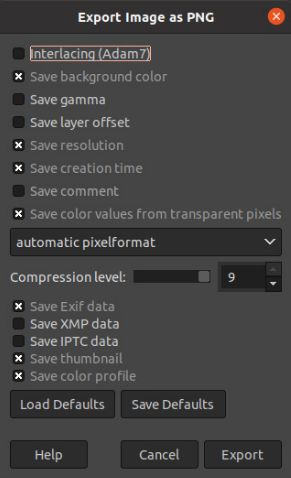 Export Image as PNG
Interlacing (Adam7)
Save background color
Save gamma
Save layer offset
Save resolution
Save creation time
Save comment
Save color values from transparent pixels
automatic pixelformat
Compression level: 9
Save Exif data
Save XMP data
Save IPTC data
Save thumbnail
Save color profile
Load Defaults Save Defaults
Help Cancel Export